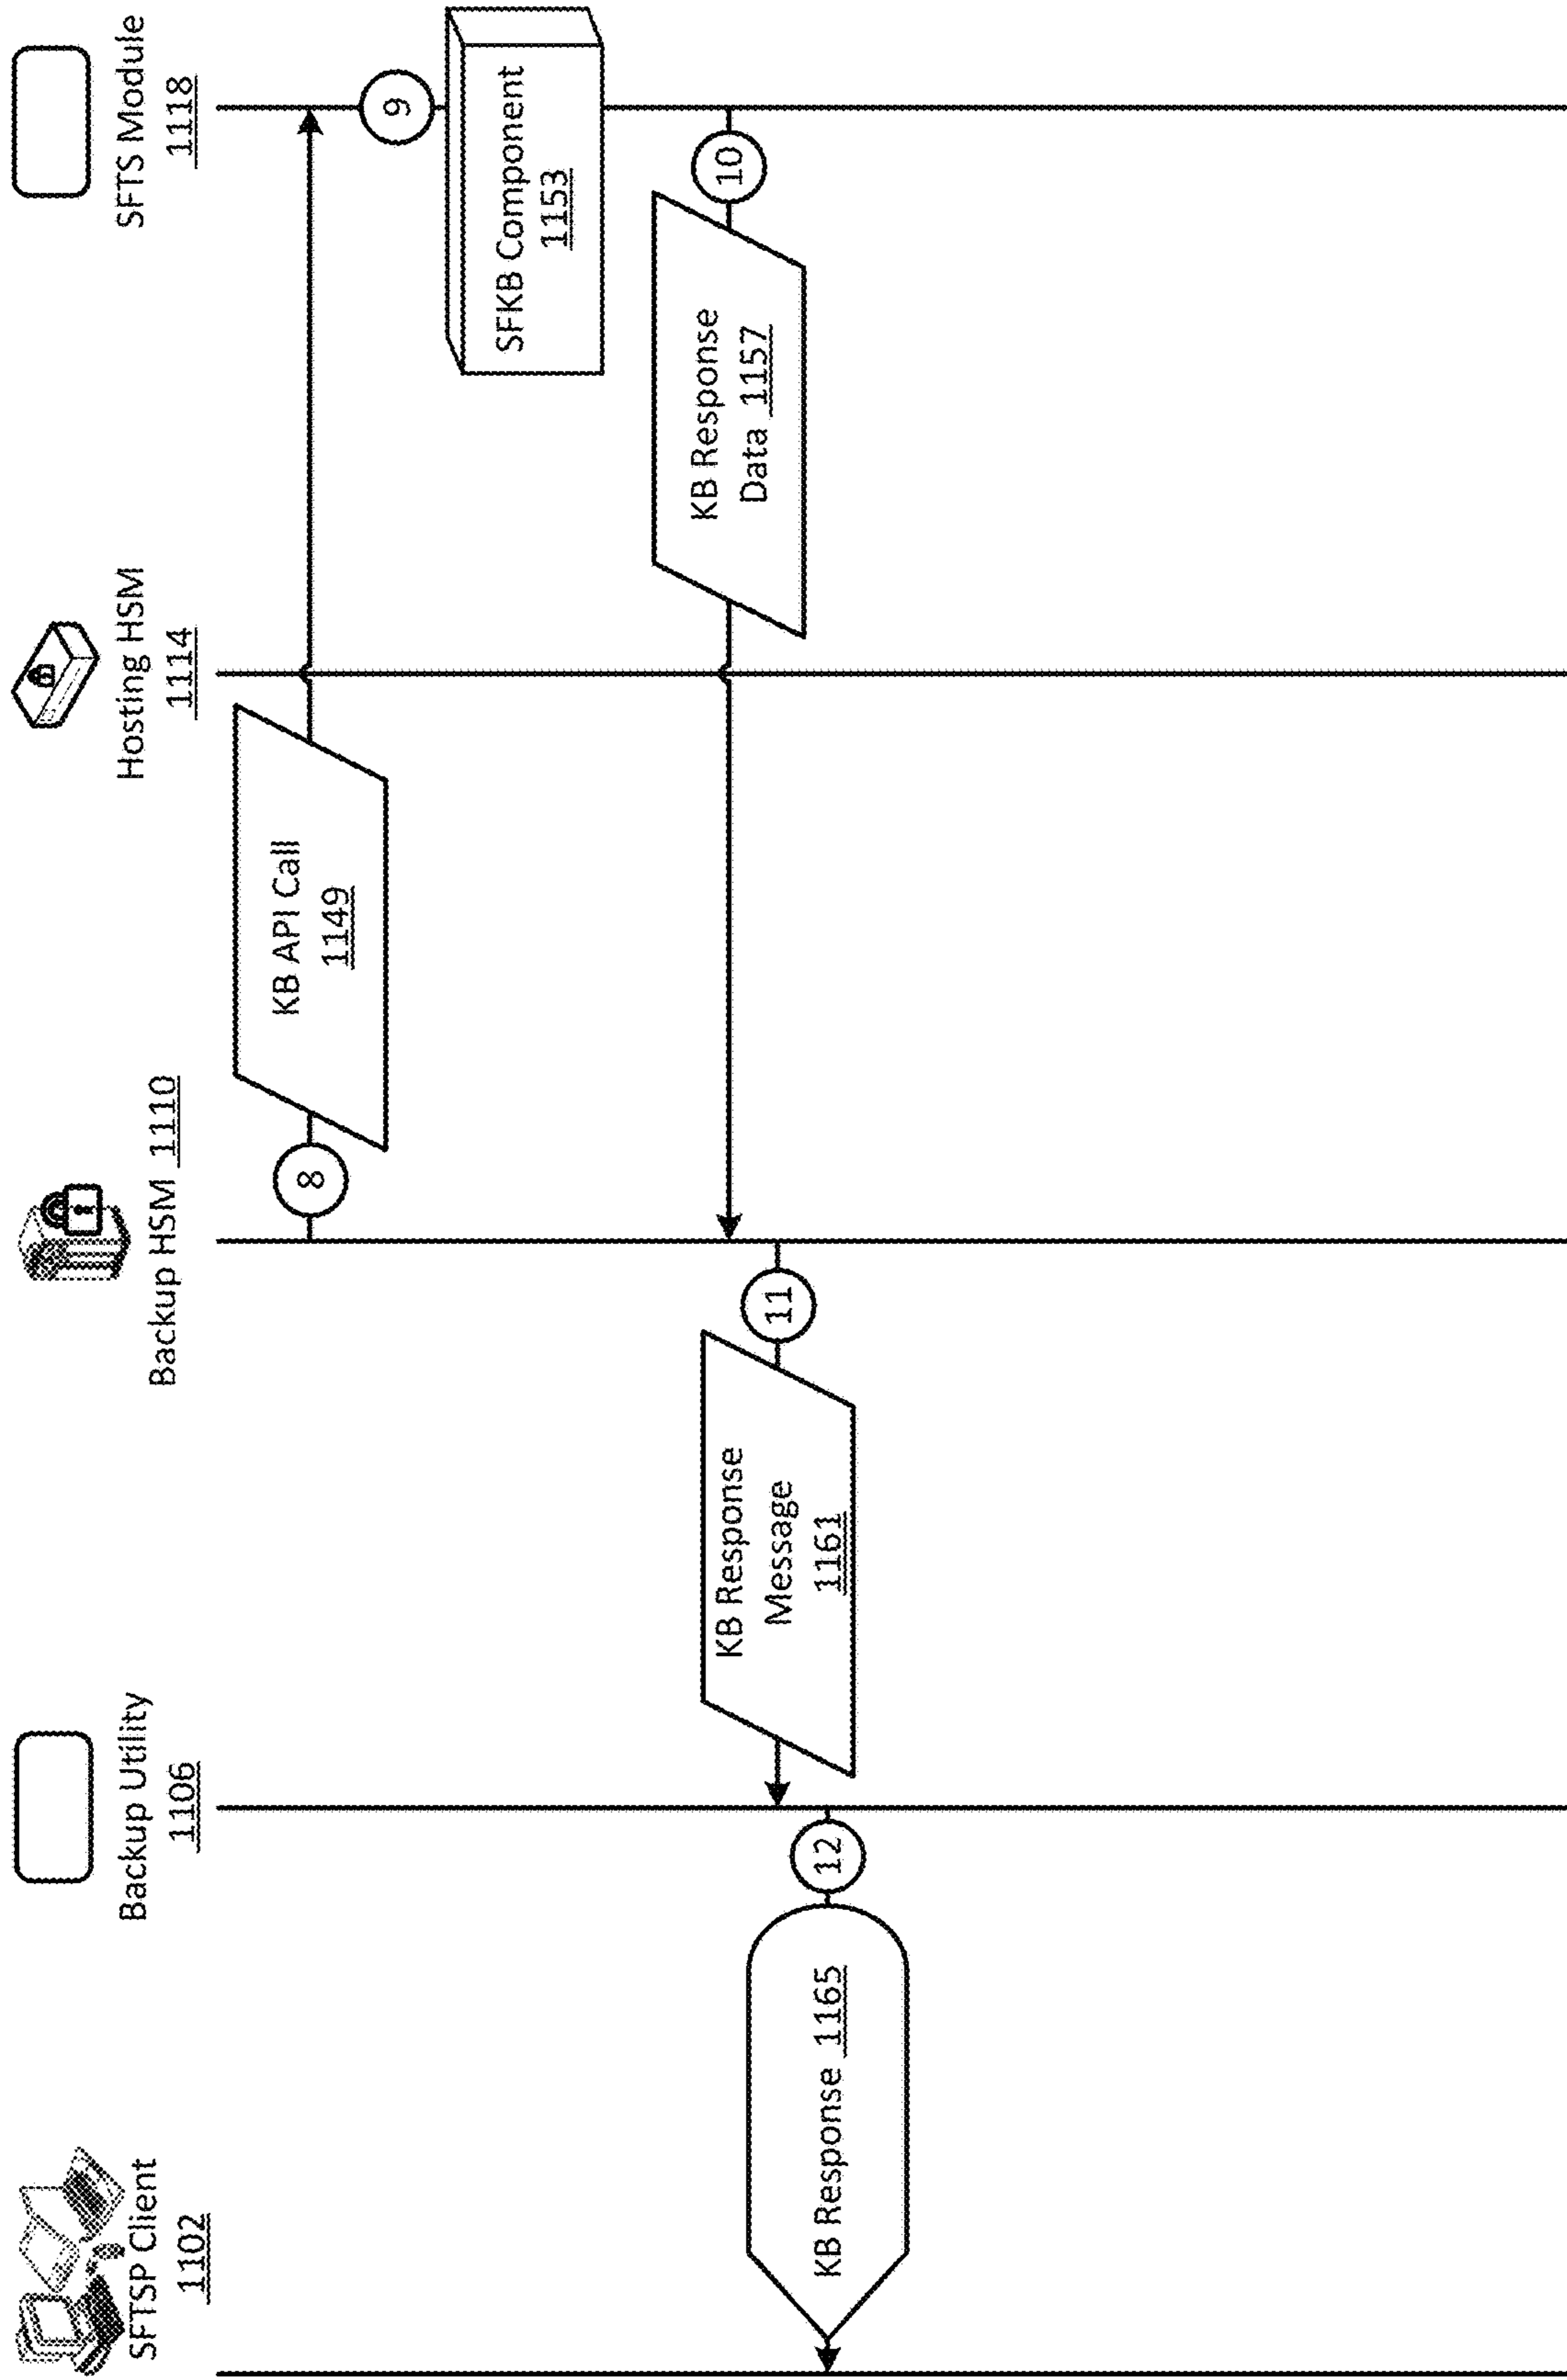 SFTSP Client
1102
Backup Utility
1106
Backup HSM 1110
Hosting HSM
1114
SFTS Module
1118
8
KB API Call
1149
9
SFKB Component
1153
10
KB Response
Data 1157
11
KB Response
Message
1161
12
KB Response 1165